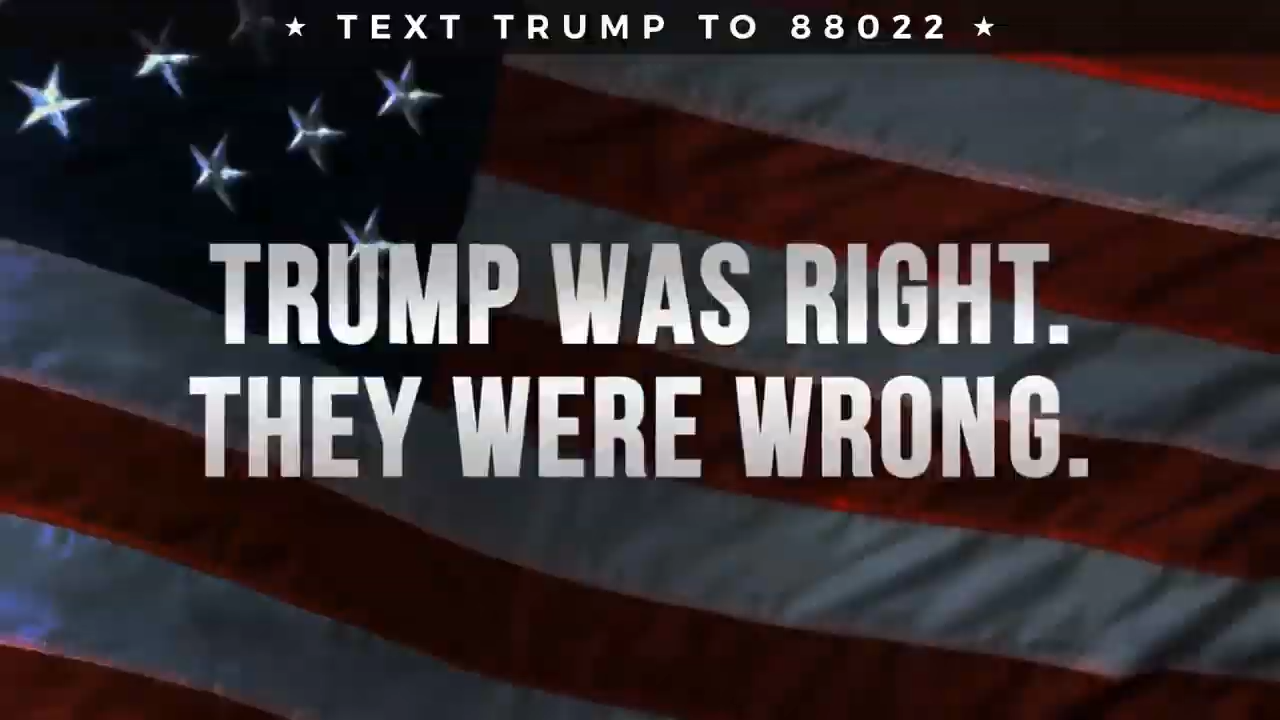 ★ TEXT TRUMP TO 88022 ★
TRUMP WAS RIGHT.
THEY WERE WRONG.